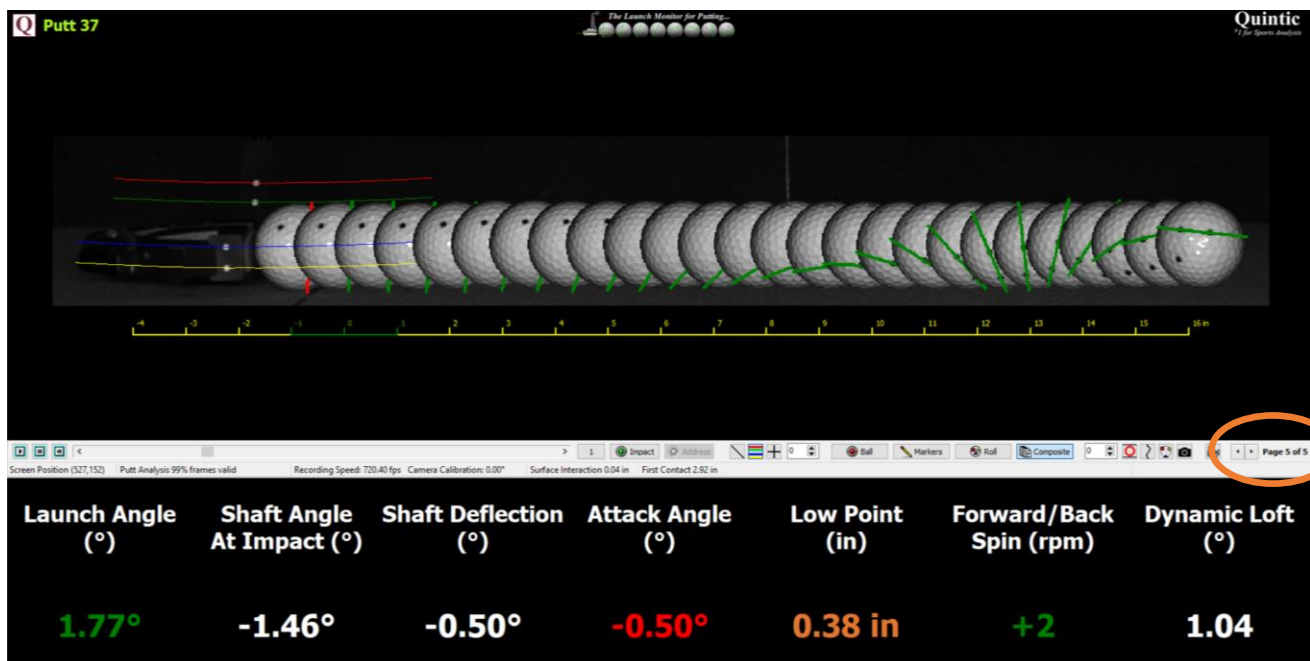 Q Putt 37
The Launch Monitor for Putting...
Quintic
"1 for Sports Analysis
-4 -3 -2 -1 0 1 2 3 4 5 6 7 8 9 10 11 12 13 14 15 16 in
1 Impact Address 0 Ball Markers Roll Composite 0 Page 5 of 5
Screen Position (527,152) Putt Analysis 99% frames valid Recording Speed: 720.40 fps Camera Calibration: 0.00° Surface Interaction 0.04 in First Contact 2.92 in
Launch Angle Shaft Angle Shaft Deflection Attack Angle Low Point Forward/Back Dynamic Loft
(°) At Impact (°) (°) (°) (in) Spin (rpm) (°)
1.77° -1.46° -0.50° -0.50° 0.38 in +2 1.04